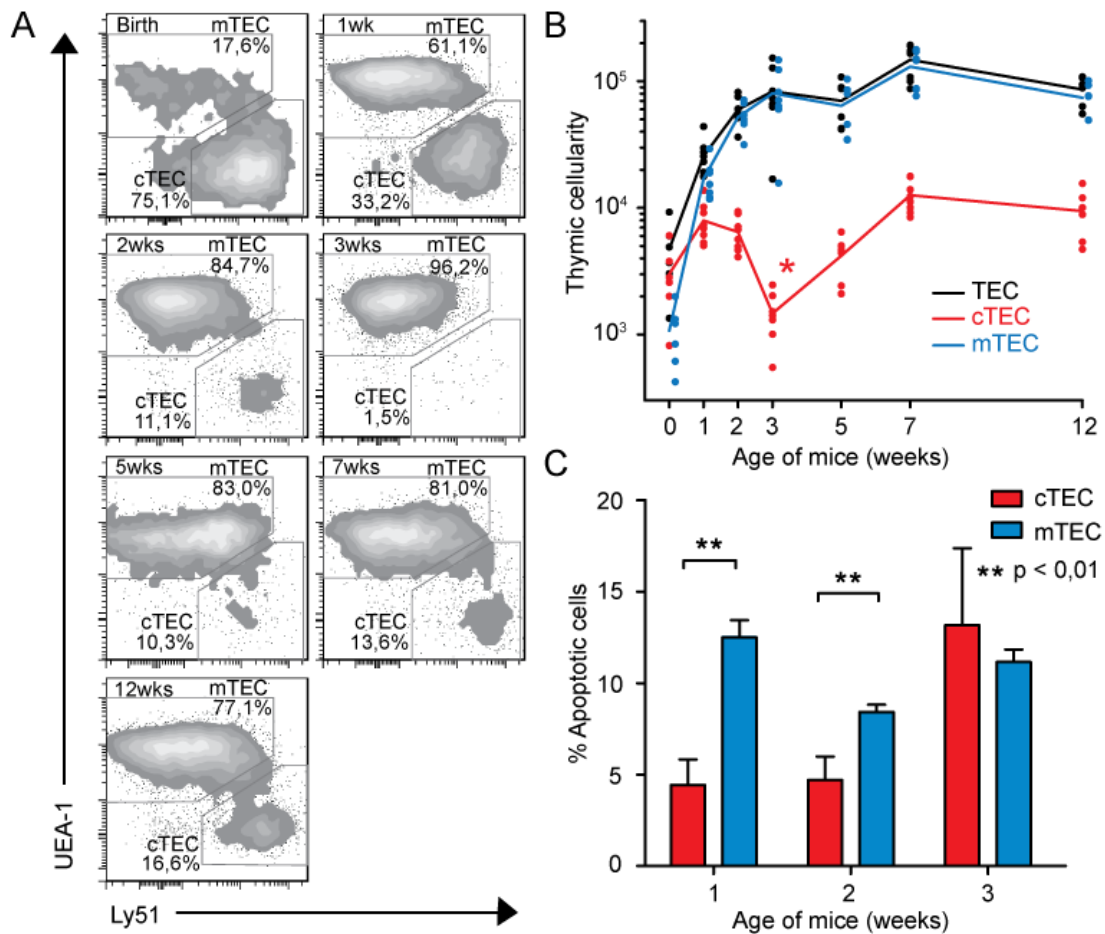 A
Birth
mTEC
17,6%
cTEC
75,1%
1wk
mTEC
61,1%
cTEC
33,2%
2wks
mTEC
84,7%
cTEC
11,1%
3wks
mTEC
96,2%
cTEC
1,5%
5wks
mTEC
83,0%
cTEC
10,3%
7wks
mTEC
81,0%
cTEC
13,6%
12wks
mTEC
77,1%
cTEC
16,6%
UEA-1
Ly51
B
Thymic cellularity
10^5
10^4
10^3
*
TEC
cTEC
mTEC
0 1 2 3 5 7 12
Age of mice (weeks)
C
% Apoptotic cells
20
15
10
5
0
cTEC
mTEC
** p < 0,01
**
**
1 2 3
Age of mice (weeks)